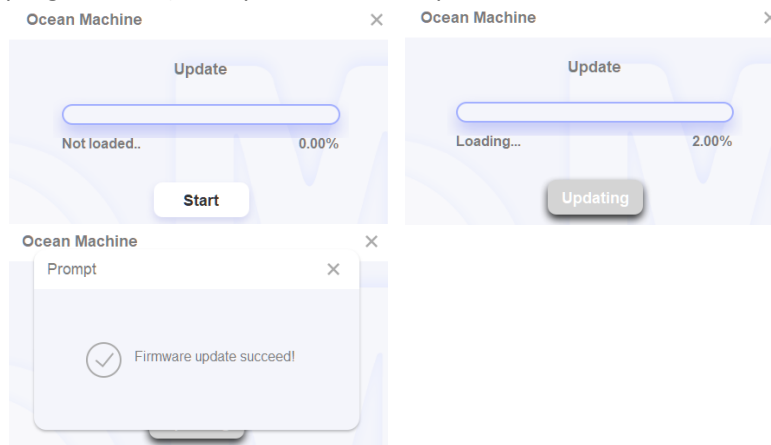 Ocean Machine
Update
Not loaded..
0.00%
Start
Ocean Machine
Update
Loading...
2.00%
Updating
Ocean Machine
Prompt
Firmware update succeed!